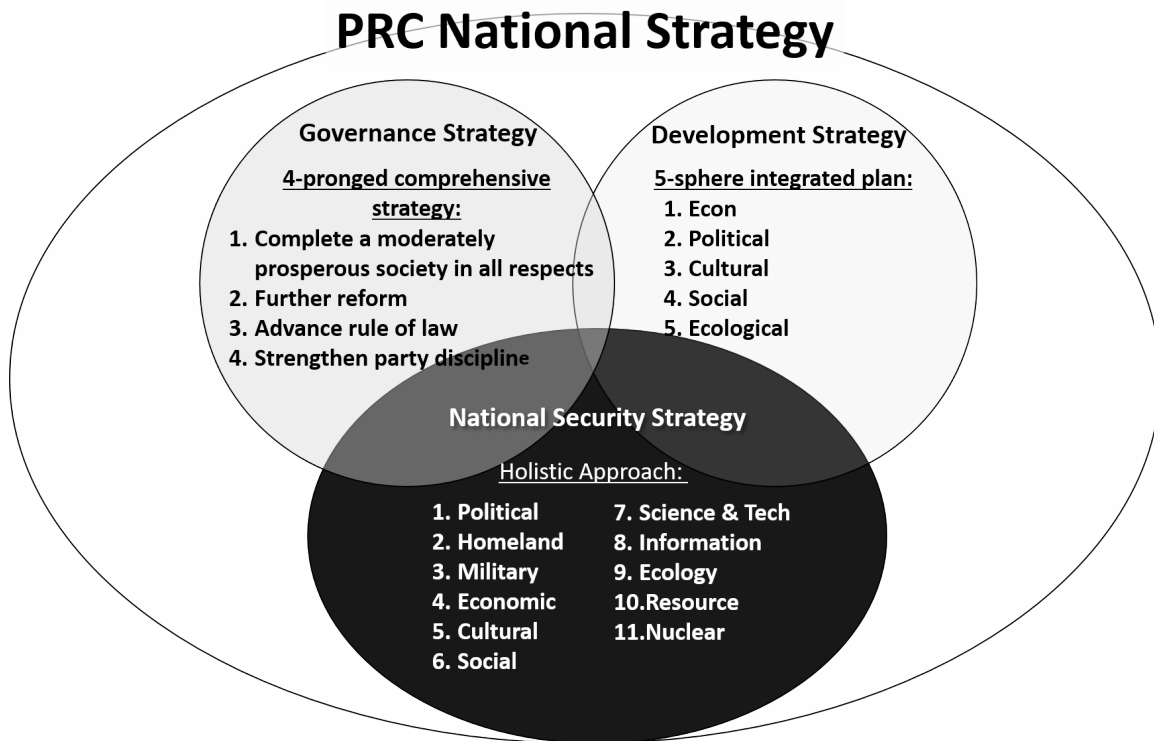 PRC National Strategy
Governance Strategy
4-pronged comprehensive
strategy:
1. Complete a moderately
prosperous society in all respects
2. Further reform
3. Advance rule of law
4. Strengthen party discipline
Development Strategy
5-sphere integrated plan:
1. Econ
2. Political
3. Cultural
4. Social
5. Ecological
National Security Strategy
Holistic Approach:
1. Political
2. Homeland
3. Military
4. Economic
5. Cultural
6. Social
7. Science & Tech
8. Information
9. Ecology
10.Resource
11.Nuclear